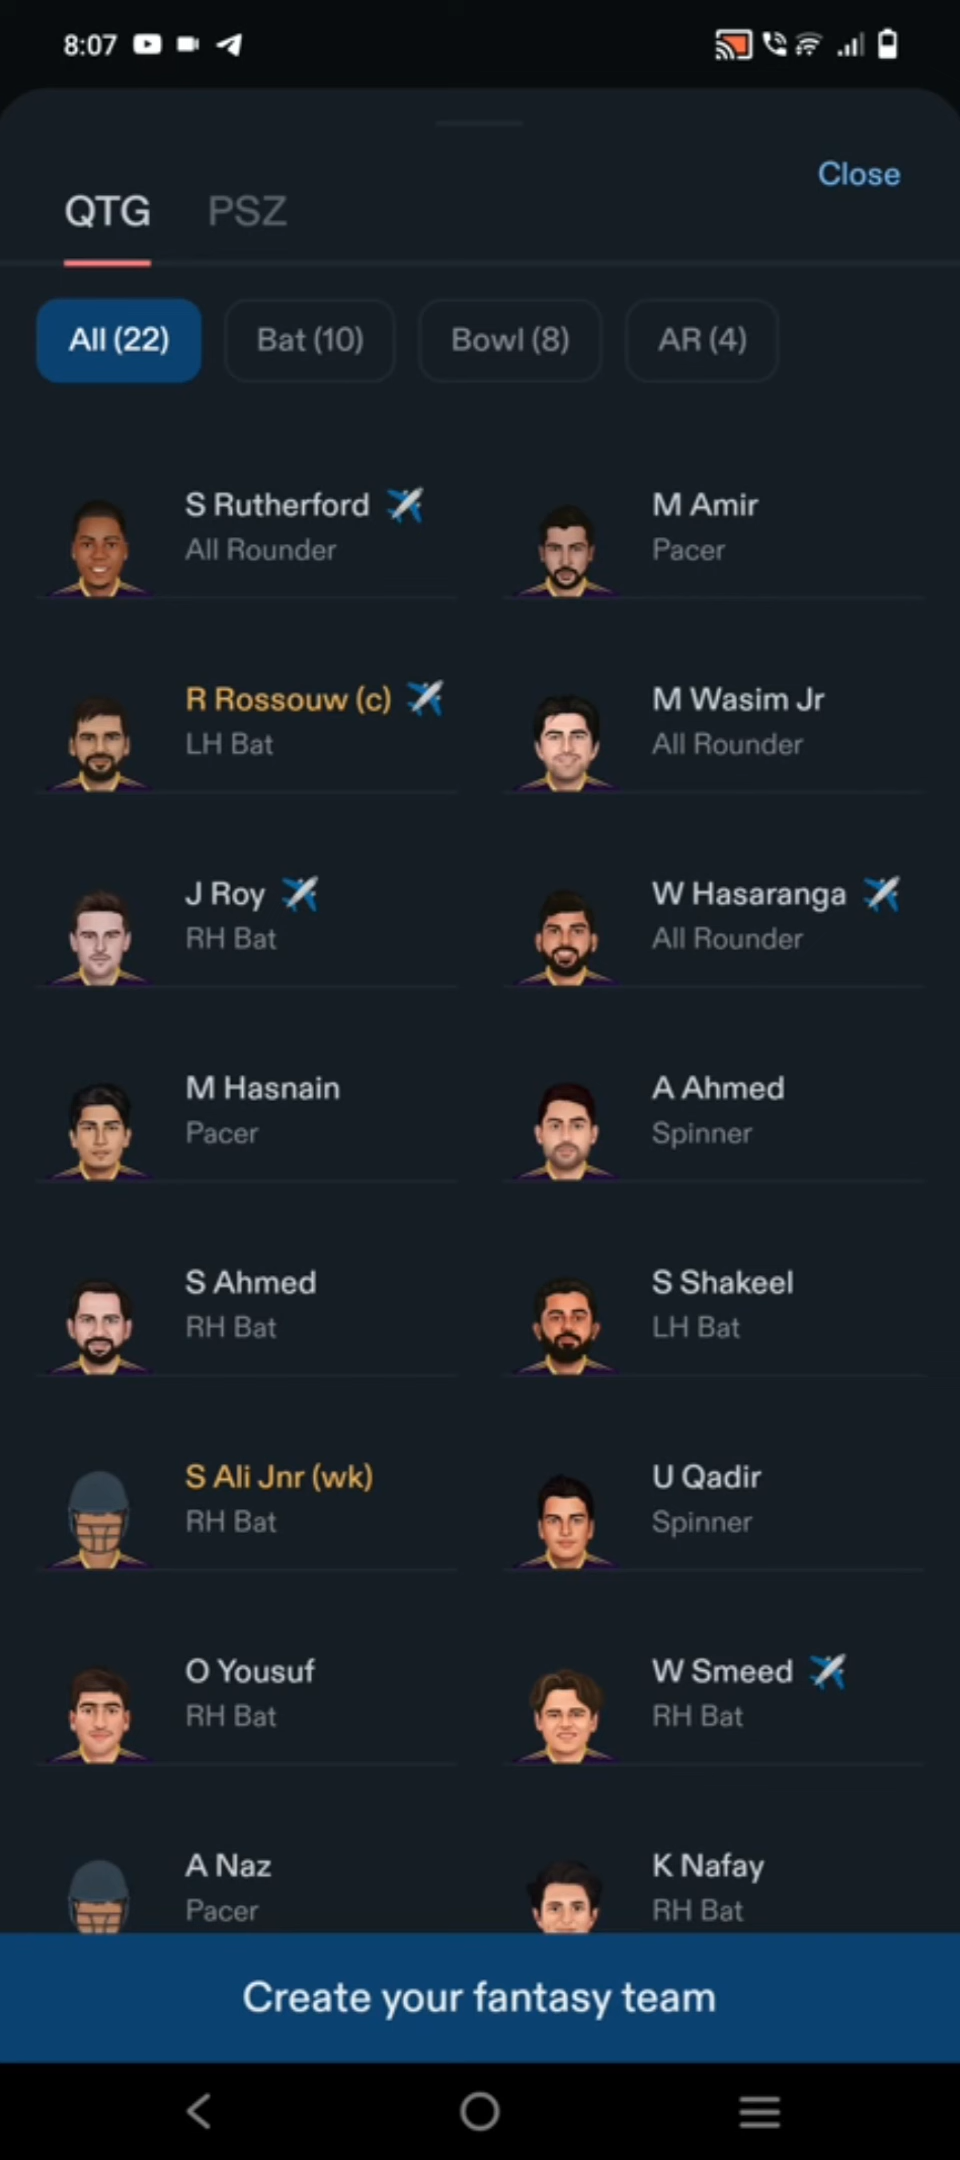 8:07
Close
QTG PSZ
All (22) Bat (10) Bowl (8) AR (4)
S Rutherford M Amir
All Rounder Pacer
R Rossouw (c) M Wasim Jr
LH Bat All Rounder
J Roy W Hasaranga
RH Bat All Rounder
M Hasnain A Ahmed
Pacer Spinner
S Ahmed S Shakeel
RH Bat LH Bat
S Ali Jnr (wk) U Qadir
RH Bat Spinner
O Yousuf W Smeed
RH Bat RH Bat
A Naz K Nafay
Pacer RH Bat
Create your fantasy team